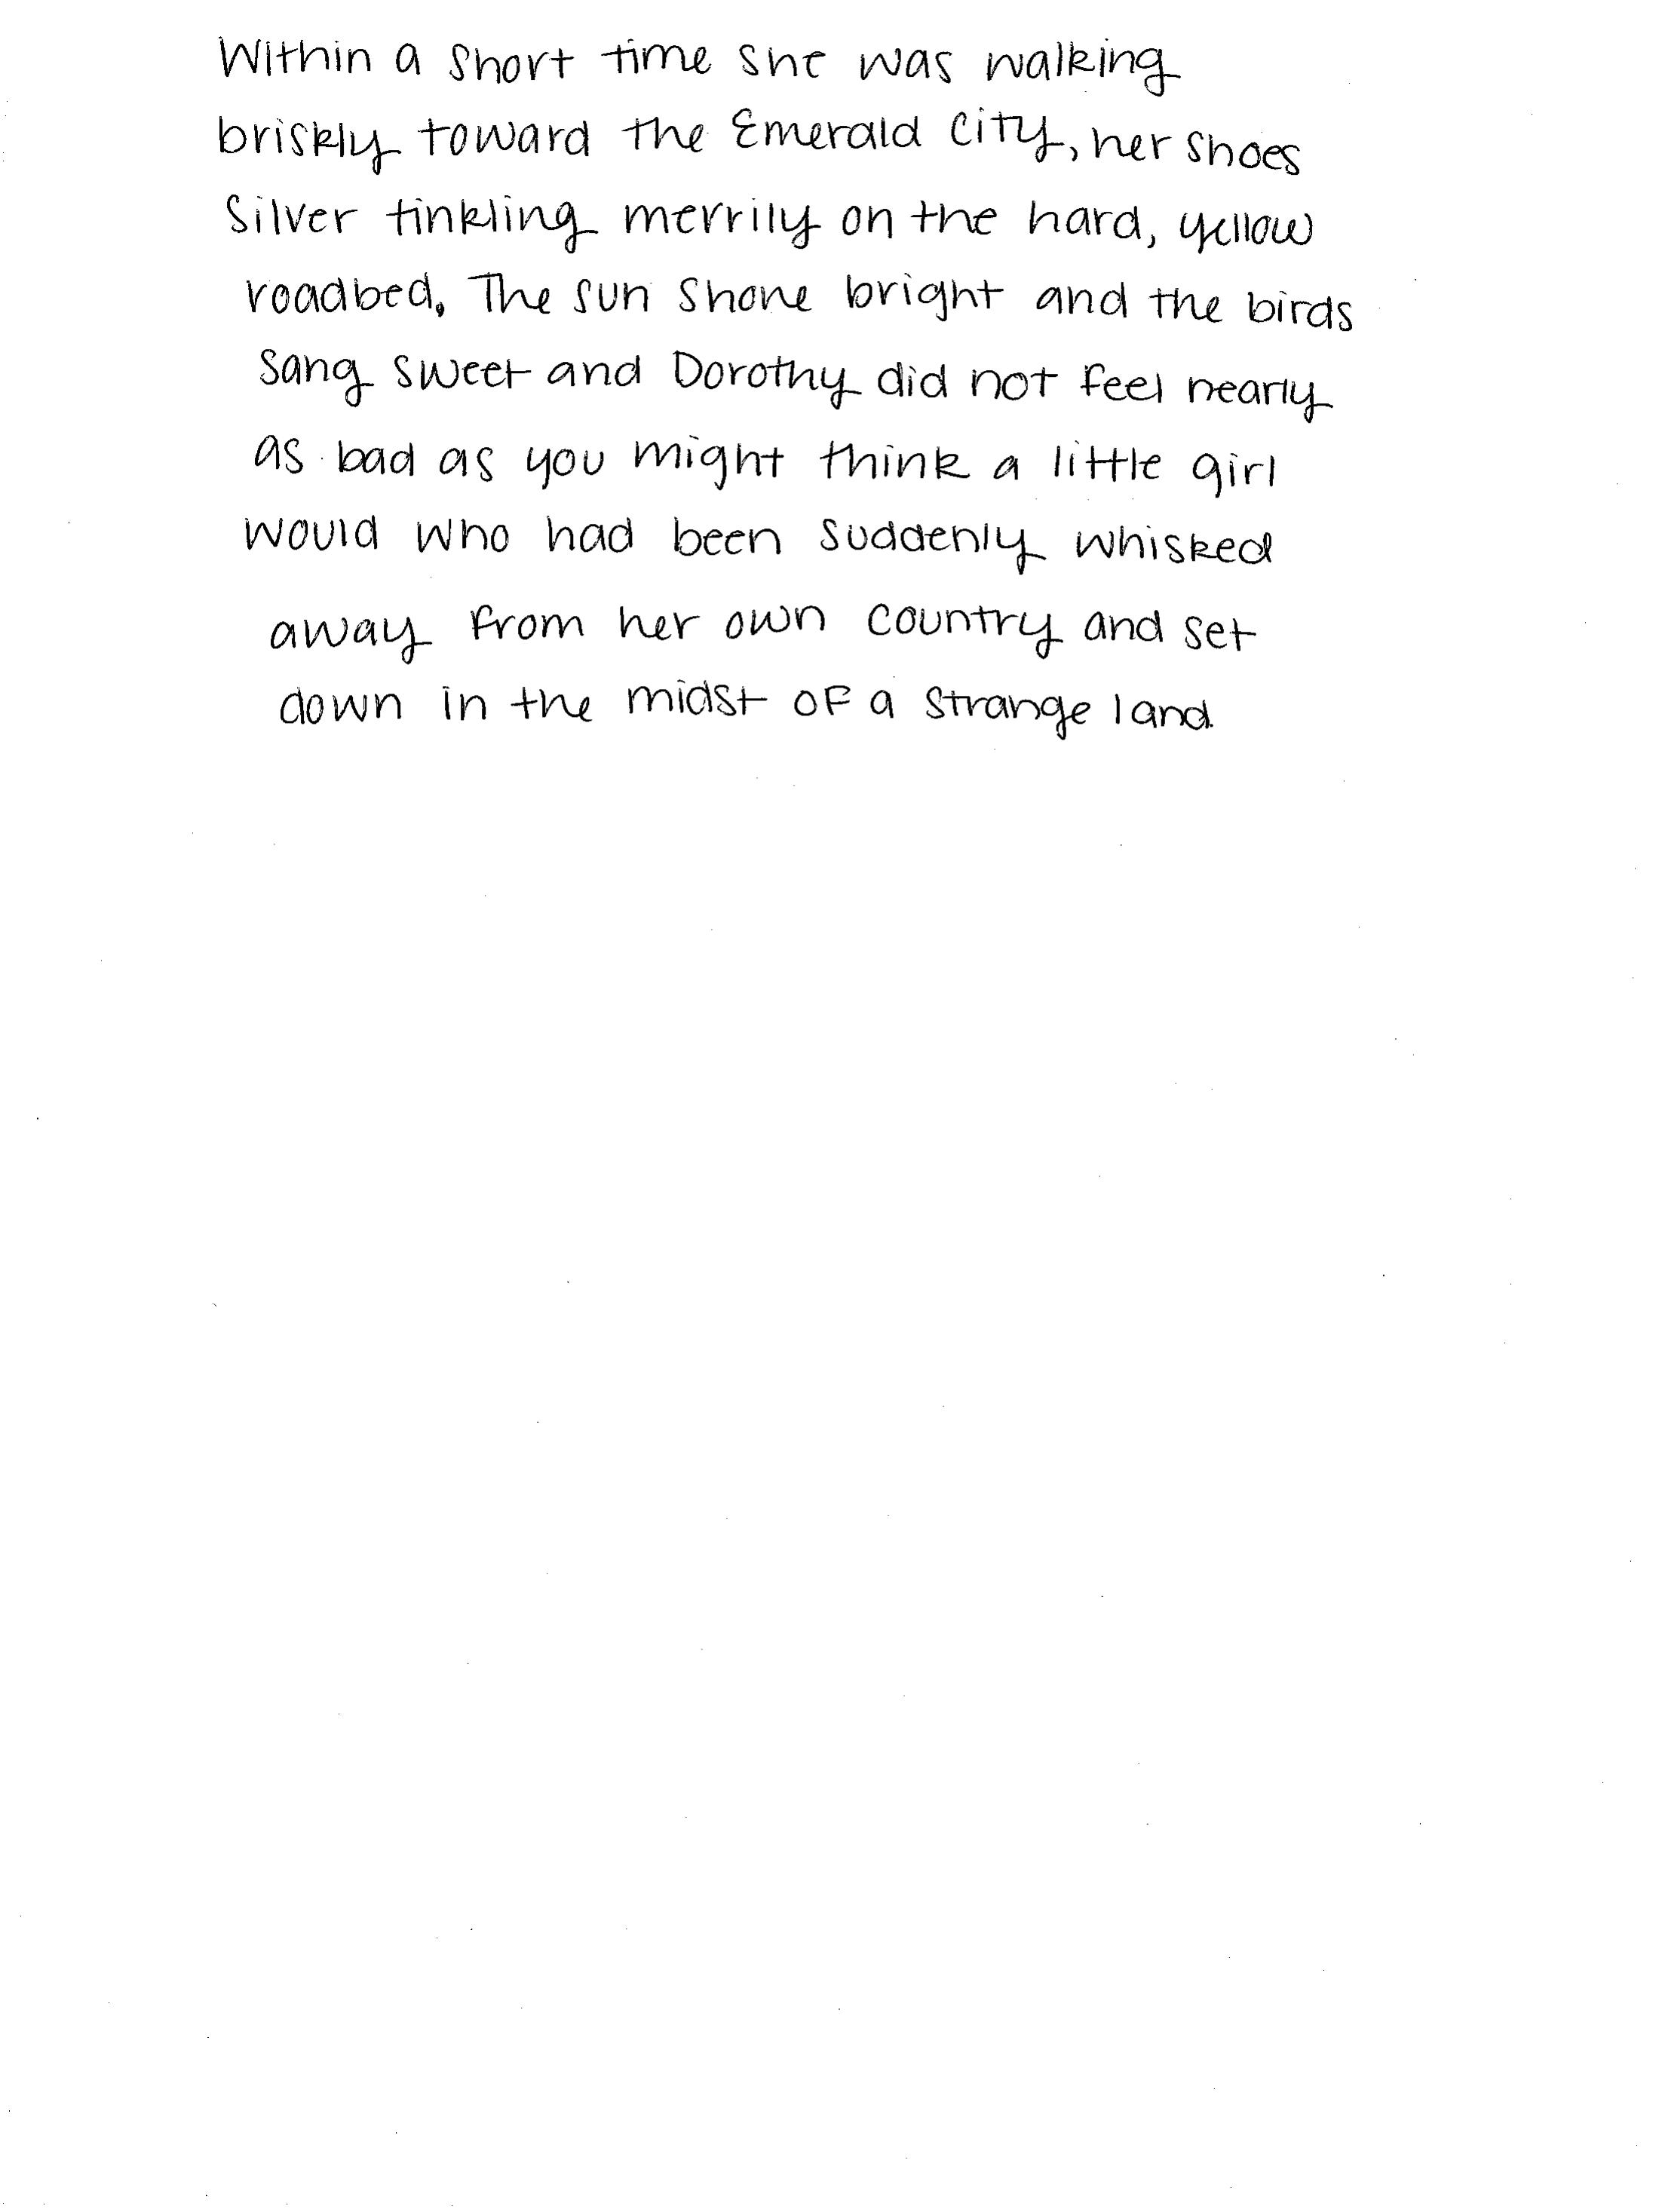 Within a short time she was walking
briskly toward the Emerald City, her shoes
Silver tinkling merrily on the hard, yellow
roadbed. The sun shone bright and the birds
sang sweet and Dorothy did not feel nearly
as bad as you might think a little girl
would who had been suddenly whisked
away from her own country and set
down in the midst of a strange land